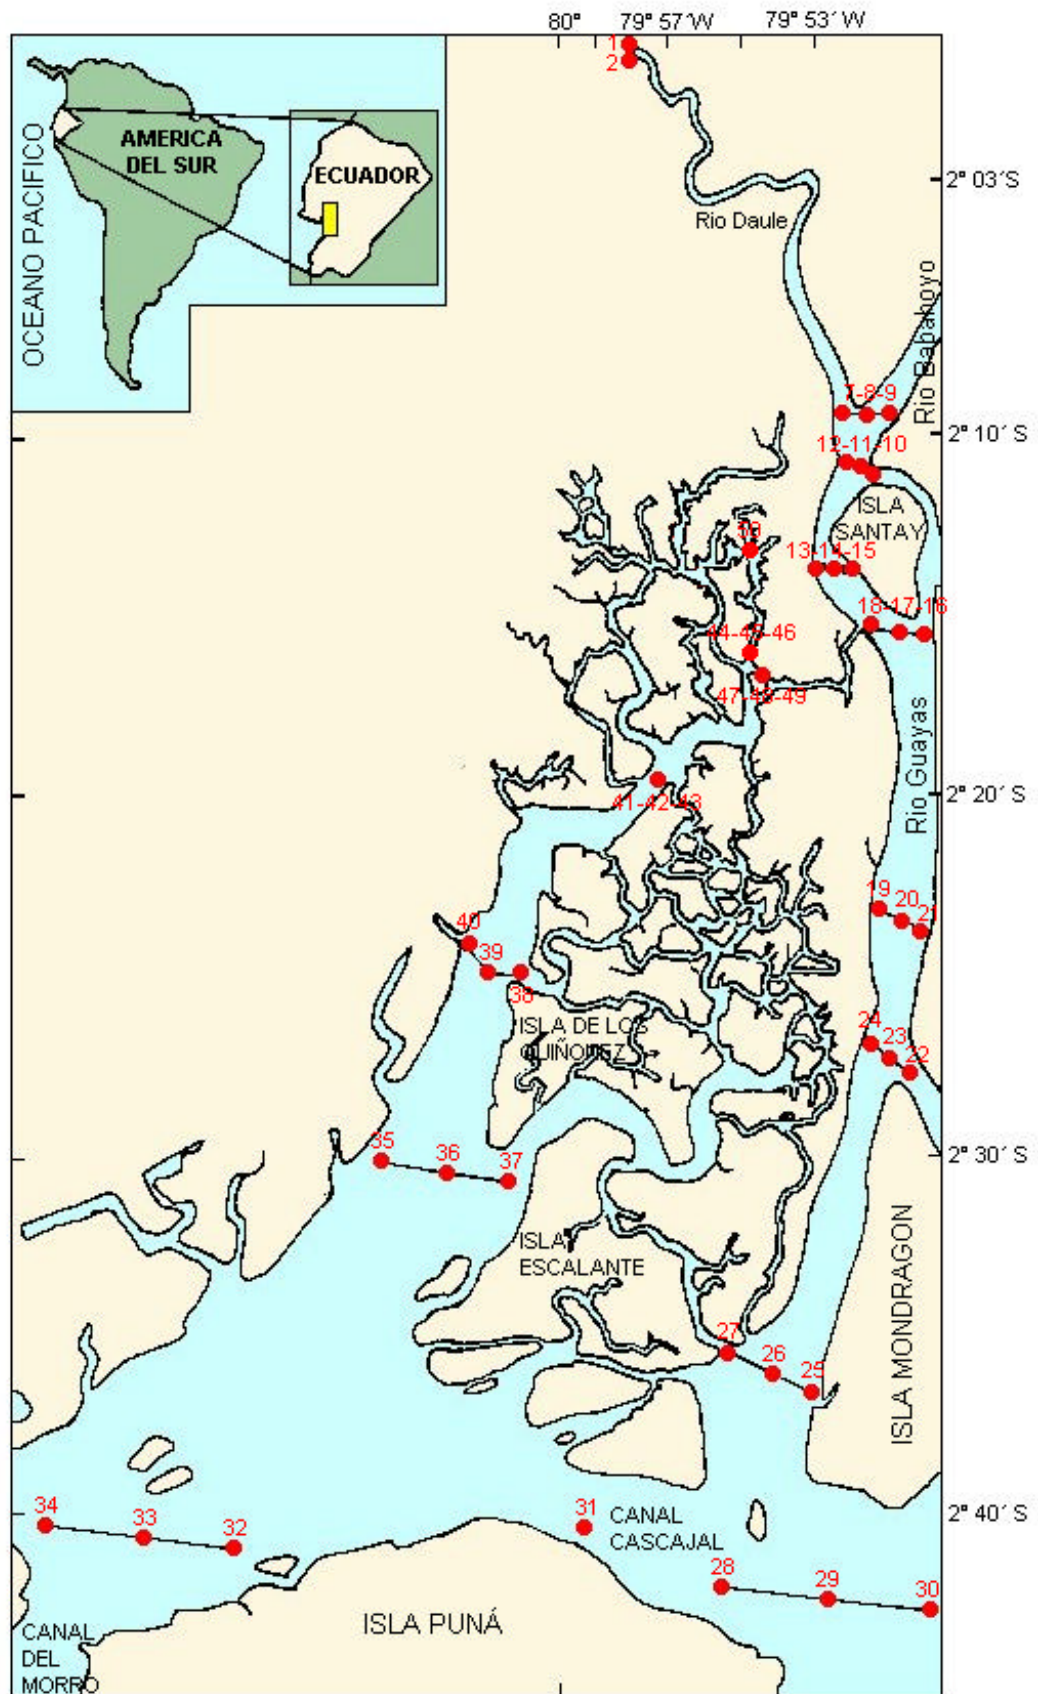 80° 79° 57´W 79° 53´ W
1
2
OCEANO PACIFICO
AMERICA
DEL SUR
ECUADOR
2° 03´S
Rio Daule
Rio Babahoyo
7-8-9
2° 10´ S
12-11-10
ISLA
SANTAY
50
13-14-15
18-17-16
44-45-46
47-48-49
Rio Guayas
41-42-43
2° 20´ S
19
20
21
40
39
38
ISLA DE LOS
QUIÑONEZ
24
23
22
35
36
37
2° 30´ S
ISLA
ESCALANTE
ISLA MONDRAGON
27
26
25
34
33
32
31
CANAL
CASCAJAL
2° 40´ S
28
29
30
ISLA PUNÁ
CANAL
DEL
MORRO